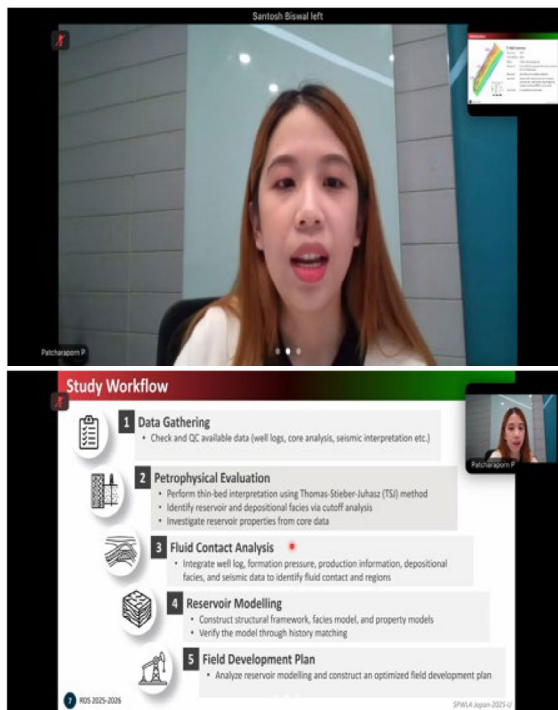 Santosh Biswal left
Patcharaporn P
Study Workflow
1 Data Gathering
• Check and QC available data (well logs, core analysis, seismic interpretation etc.)
2 Petrophysical Evaluation
• Perform thin-bed interpretation using Thomas-Stieber-Juhasz (TSJ) method
• Identify reservoir and depositional facies via cutoff analysis
• Investigate reservoir properties from core data
3 Fluid Contact Analysis
• Integrate well log, formation pressure, production information, depositional
facies, and seismic data to identify fluid contact and regions
4 Reservoir Modelling
• Construct structural framework, facies model, and property models
• Verify the model through history matching
5 Field Development Plan
• Analyze reservoir modelling and construct an optimized field development plan
7 RDS 2025-2026
SPWLA Japan-2025-U
Patcharaporn P